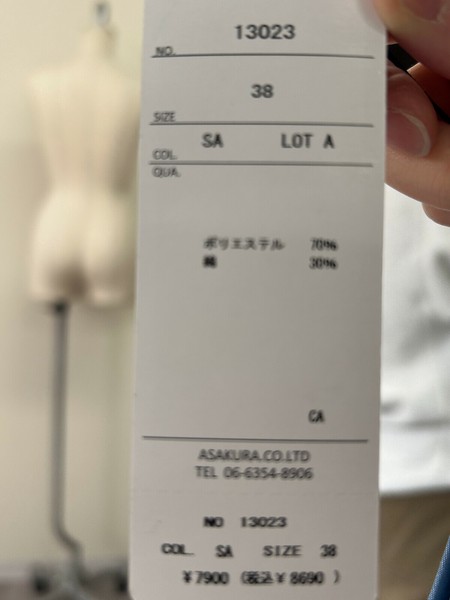 13023
NO.
38
SIZE
SA LOT A
COL.
QUA.
ポリエステル 70%
綿 30%
CA
ASAKURA.CO.LTD
TEL 06-6354-8906
NO 13023
COL. SA SIZE 38
¥7900 (税込¥8690 )